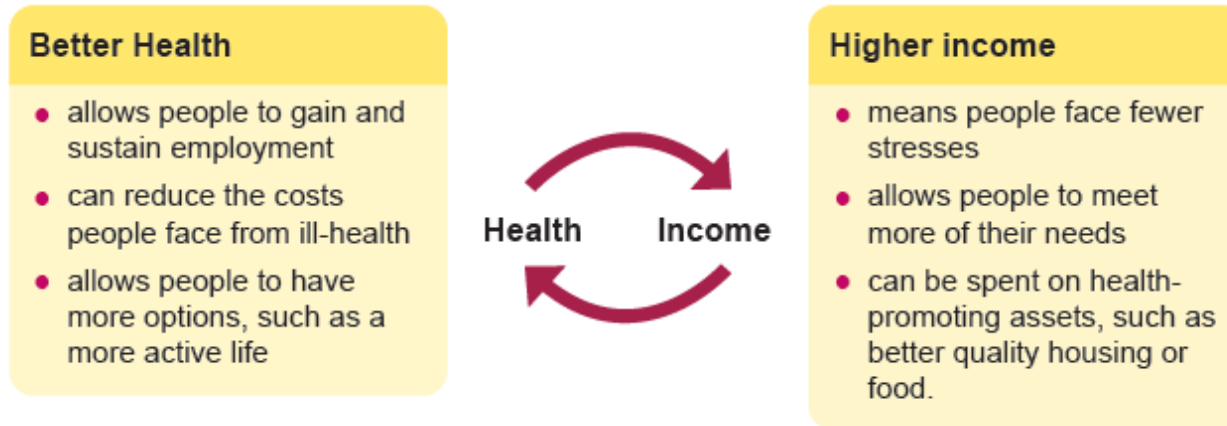 Better Health
• allows people to gain and
sustain employment
• can reduce the costs
people face from ill-health
• allows people to have
more options, such as a
more active life
Health
Income
Higher income
• means people face fewer
stresses
• allows people to meet
more of their needs
• can be spent on health-
promoting assets, such as
better quality housing or
food.